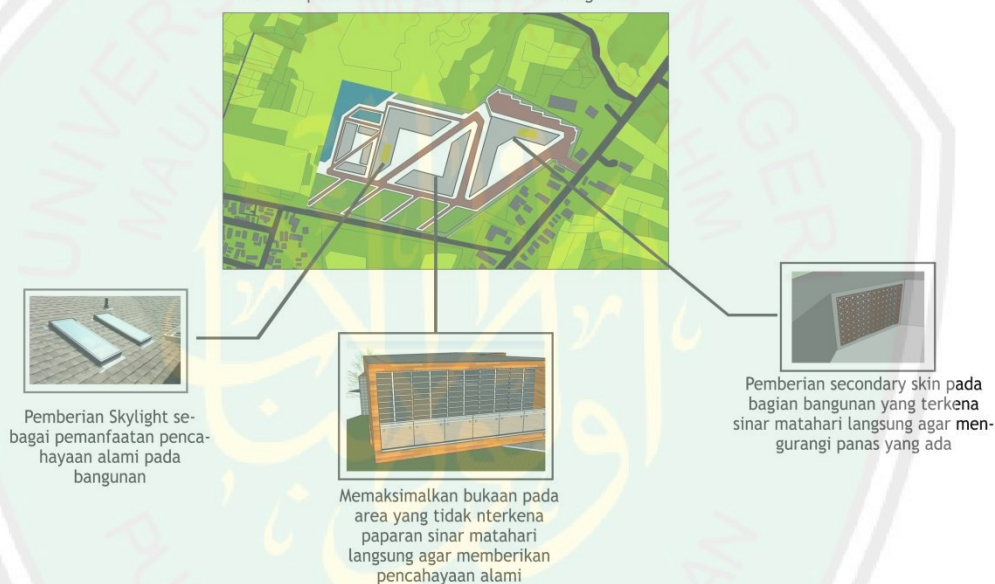 Pemberian Skylight se-
bagai pemanfaatan penca-
hayaan alami pada
bangunan
Memaksimalkan bukaan pada
area yang tidak nterkena
paparan sinar matahari
langsung agar memberikan
pencahayaan alami
Pemberian secondary skin pada
bagian bangunan yang terkena
sinar matahari langsung agar men-
gurangi panas yang ada